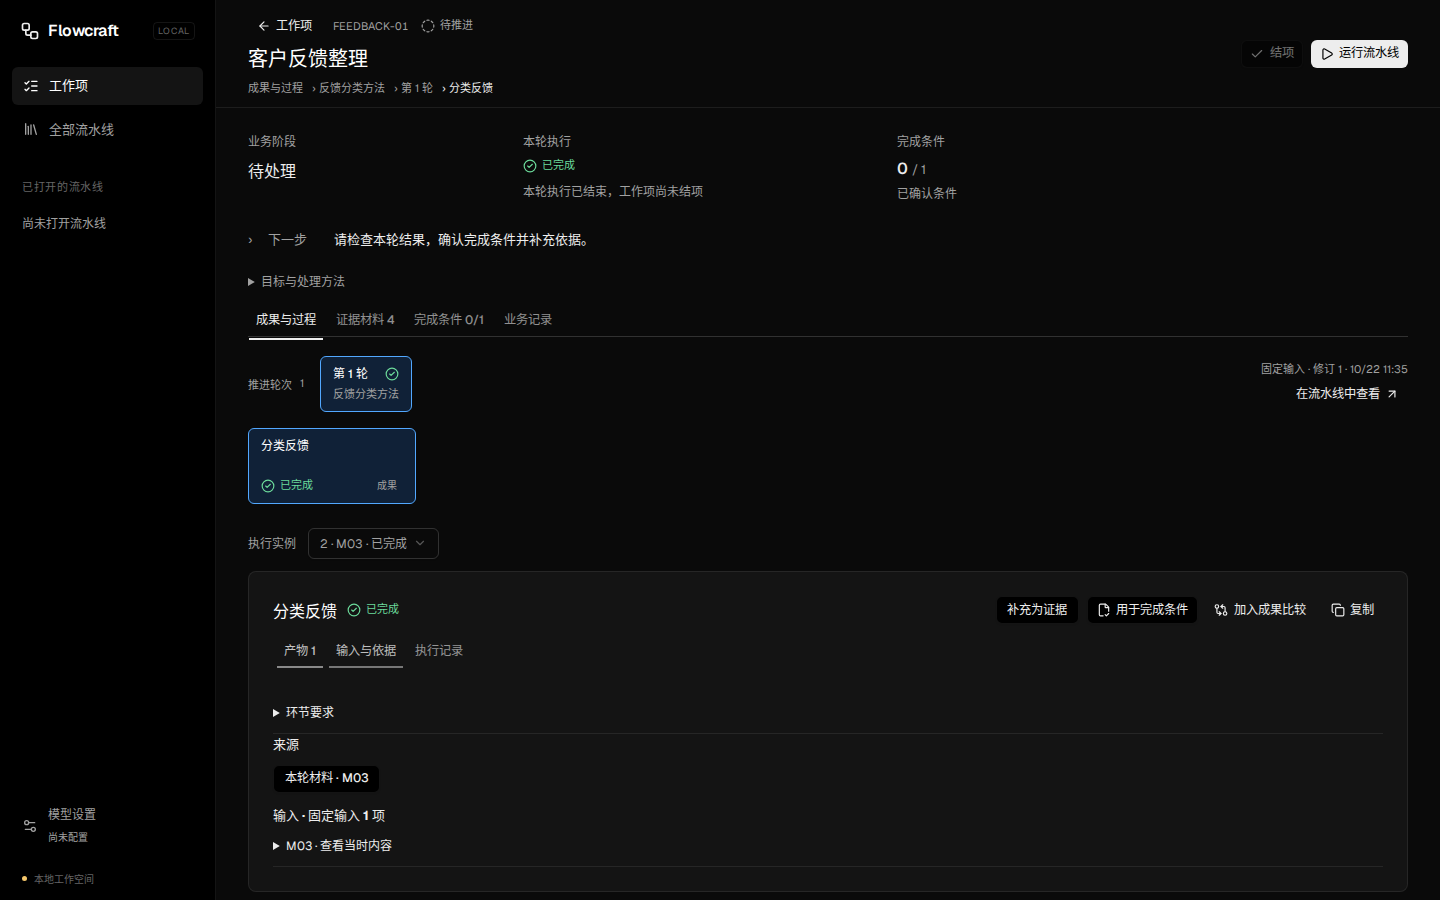 Flowcraft LOCAL
工作项
全部流水线
已打开的流水线
尚未打开流水线
模型设置
尚未配置
本地工作空间
工作项 FEEDBACK-01 待推进
客户反馈整理
结项 运行流水线
成果与过程 › 反馈分类方法 › 第 1 轮 › 分类反馈
业务阶段
待处理
本轮执行
已完成
本轮执行已结束，工作项尚未结项
完成条件
0 / 1
已确认条件
› 下一步 请检查本轮结果，确认完成条件并补充依据。
目标与处理方法
成果与过程 证据材料 4 完成条件 0/1 业务记录
推进轮次 1
第 1 轮
反馈分类方法
固定输入 · 修订 1 · 10/22 11:35
在流水线中查看
分类反馈
已完成 成果
执行实例 2 · M03 · 已完成
分类反馈 已完成
补充为证据 用于完成条件 加入成果比较 复制
产物 1 输入与依据 执行记录
环节要求
来源
本轮材料 · M03
输入 · 固定输入 1 项
M03 · 查看当时内容